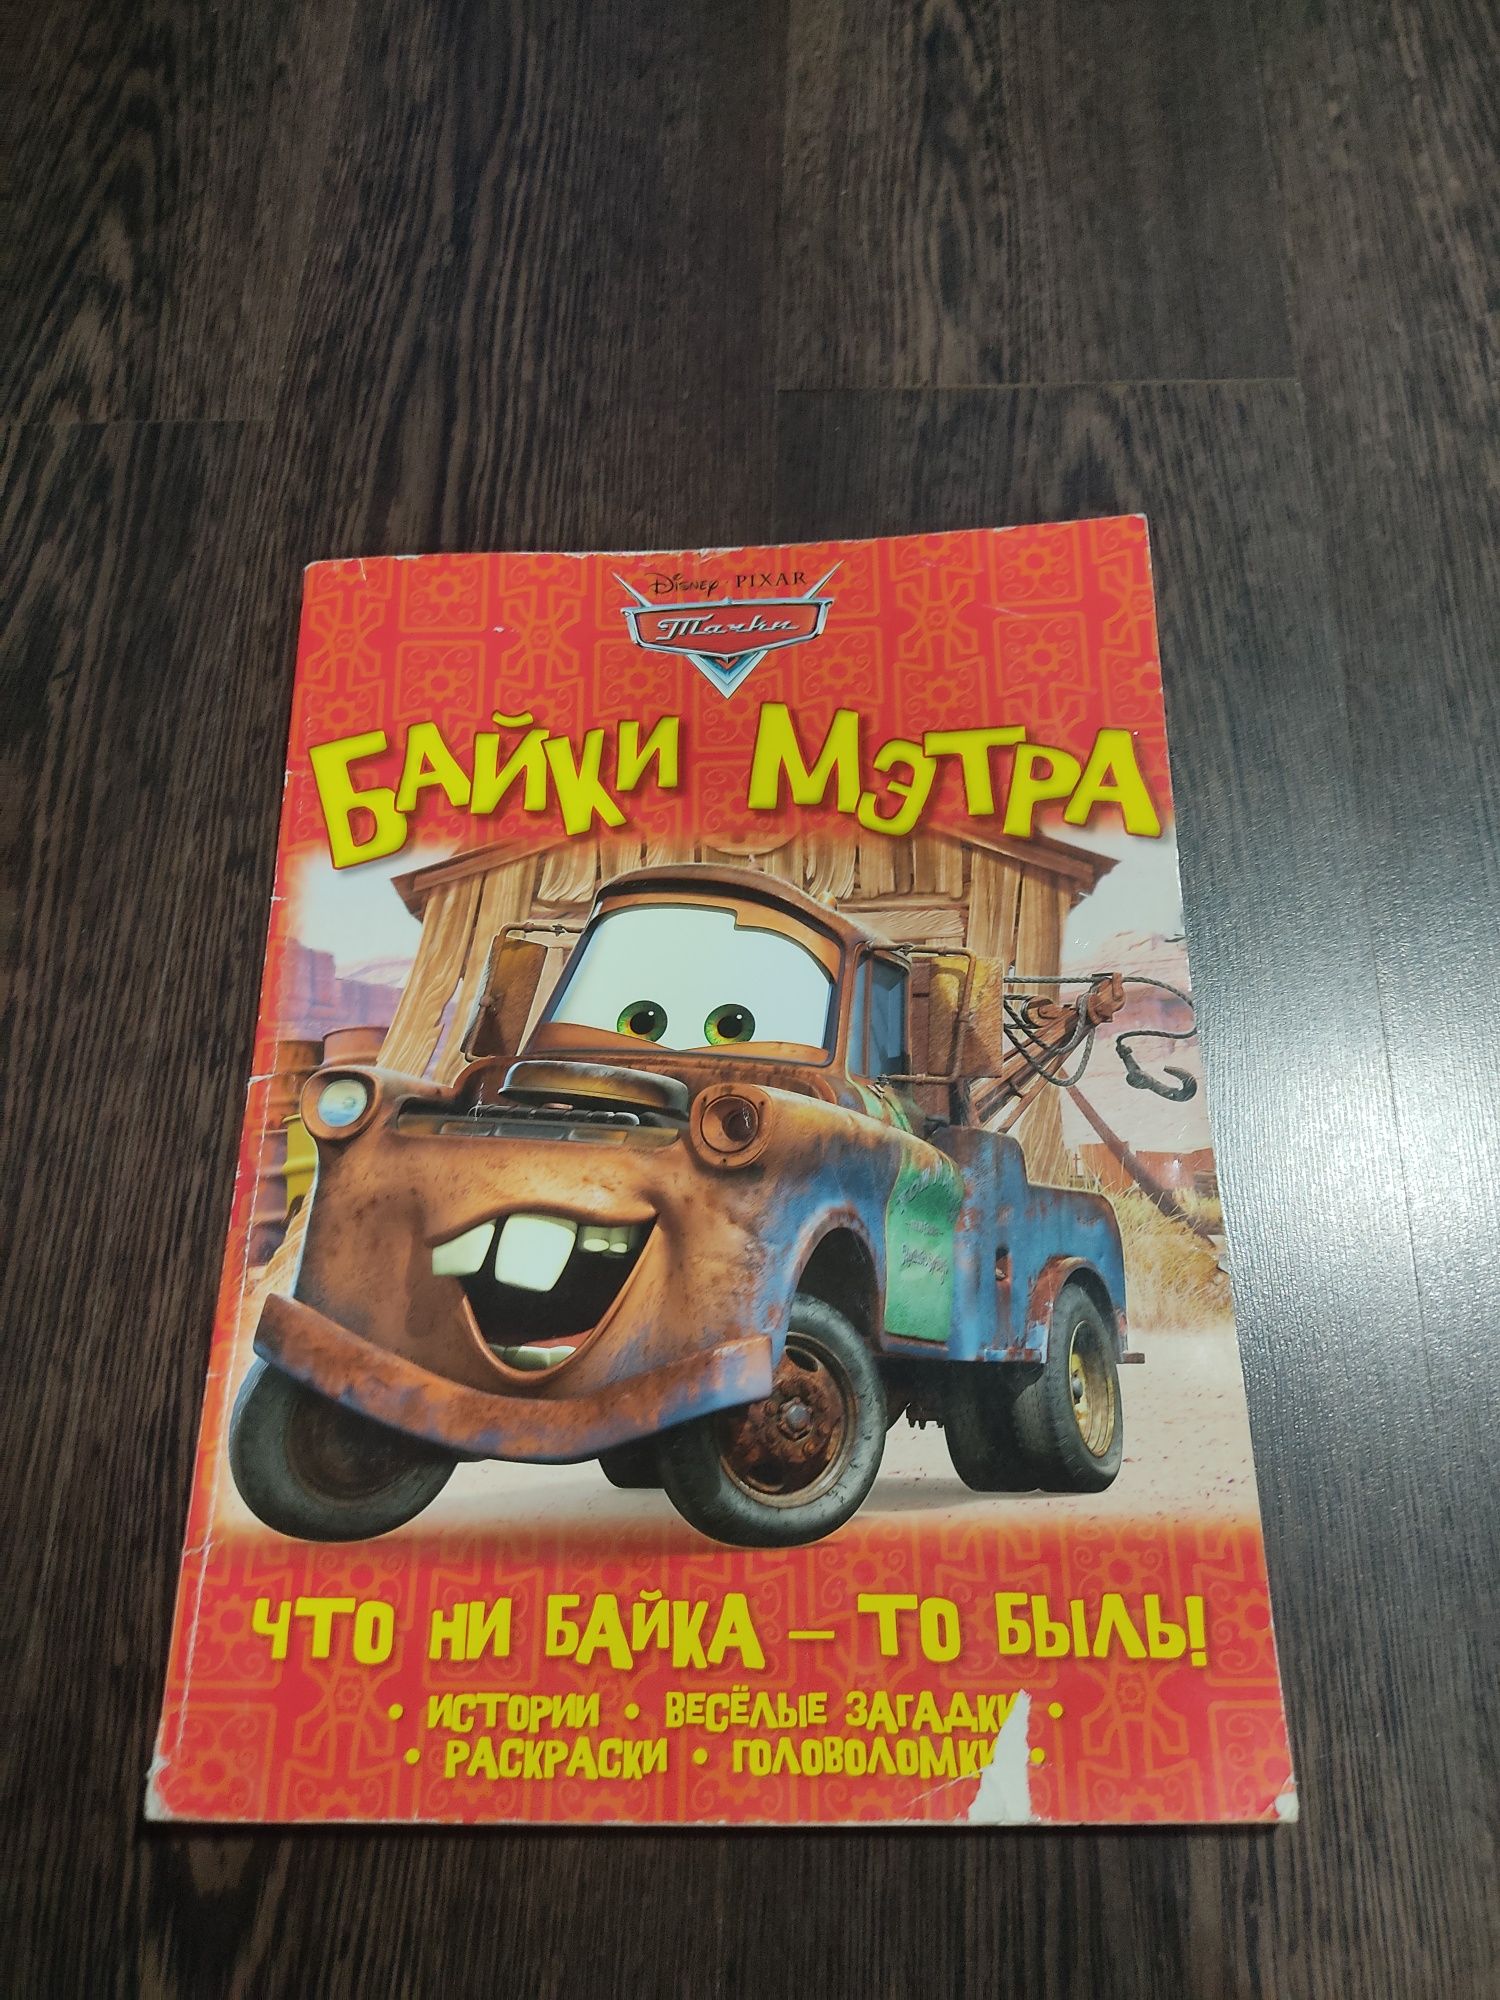 Disney PIXAR
Тачки
БАЙКИ МЭТРА
ЧТО НИ БАЙКА – ТО БЫЛЬ!
• ИСТОРИИ • ВЕСЁЛЫЕ ЗАГАДКИ •
• РАСКРАСКИ • ГОЛОВОЛОМКИ •